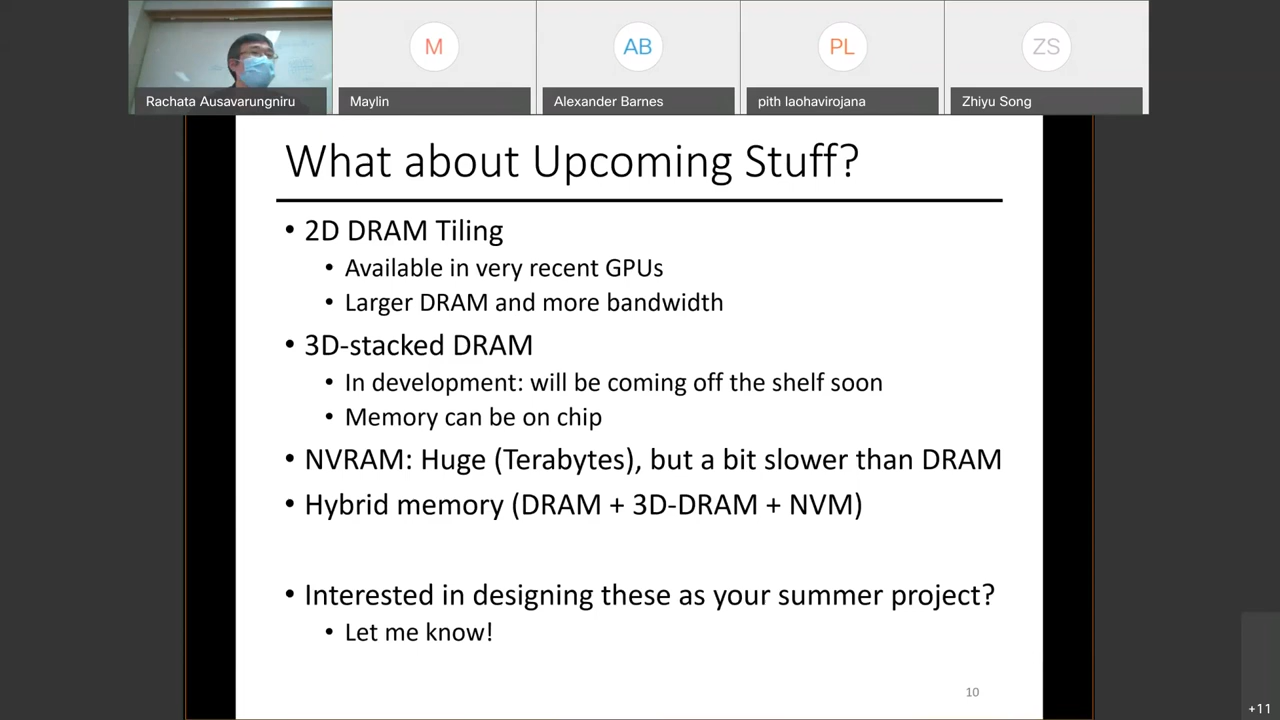 M
AB
PL
ZS
Rachata Ausavarungniru
Maylin
Alexander Barnes
pith laohavirojana
Zhiyu Song
What about Upcoming Stuff?
• 2D DRAM Tiling
• Available in very recent GPUs
• Larger DRAM and more bandwidth
• 3D-stacked DRAM
• In development: will be coming off the shelf soon
• Memory can be on chip
• NVRAM: Huge (Terabytes), but a bit slower than DRAM
• Hybrid memory (DRAM + 3D-DRAM + NVM)
• Interested in designing these as your summer project?
• Let me know!
10
+11